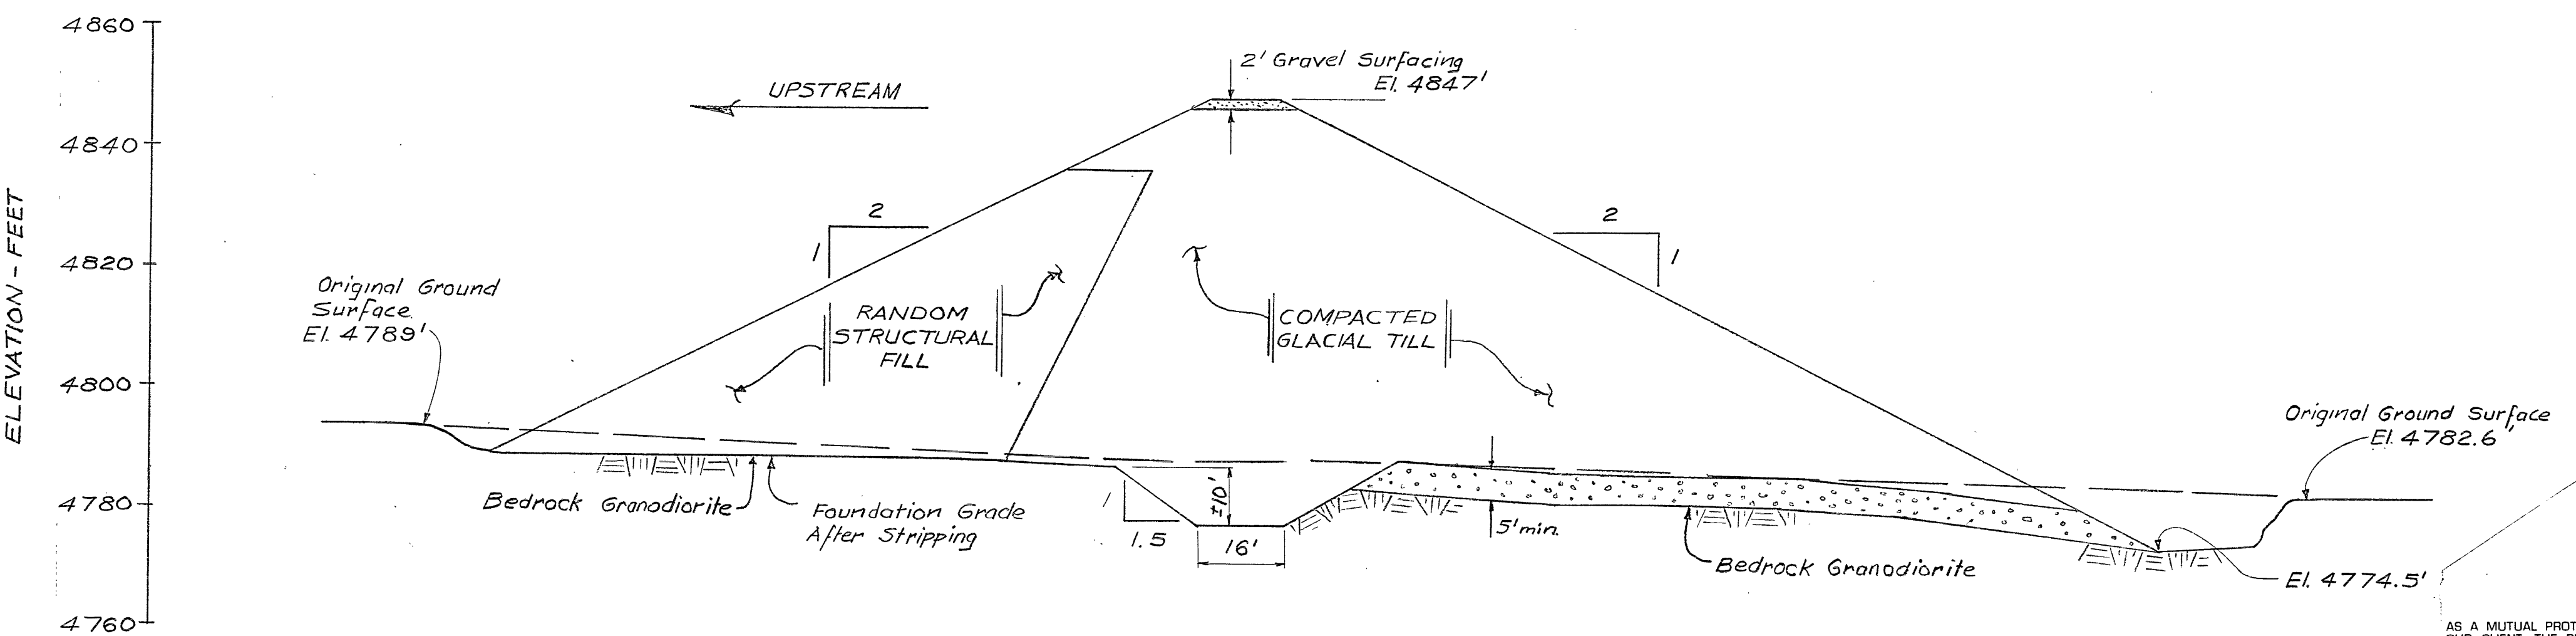 4860
4840
4820
4800
4780
4760
ELEVATION - FEET
UPSTREAM
2' Gravel Surfacing
El. 4847'
2
1
2
1
Original Ground
Surface
El. 4789'
RANDOM
STRUCTURAL
FILL
COMPACTED
GLACIAL TILL
Original Ground Surface
El. 4782.6'
Bedrock Granodiorite
Foundation Grade
After Stripping
1
1.5
±10'
16'
5' min.
Bedrock Granodiorite
El. 4774.5'
AS A MUTUAL PROT